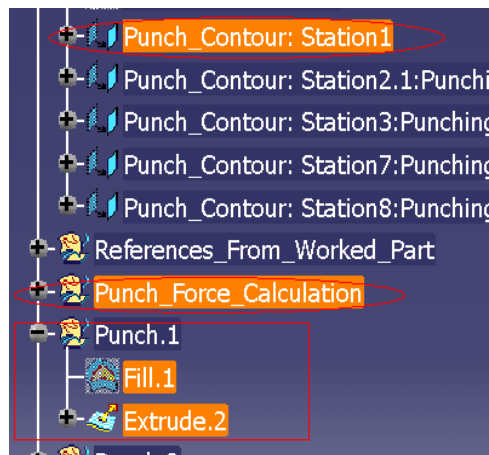 Punch_Contour: Station1
Punch_Contour: Station2.1:Punchi
Punch_Contour: Station3:Punching
Punch_Contour: Station7:Punching
Punch_Contour: Station8:Punching
References_From_Worked_Part
Punch_Force_Calculation
Punch.1
Fill.1
Extrude.2